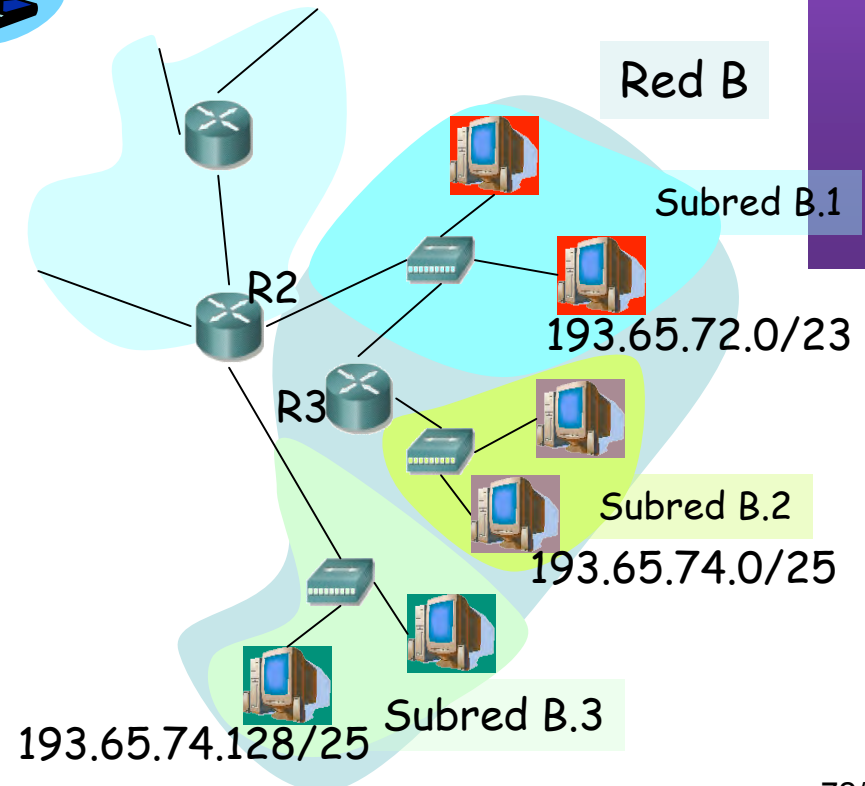 Red B
Subred B.1
R2
193.65.72.0/23
R3
Subred B.2
193.65.74.0/25
Subred B.3
193.65.74.128/25